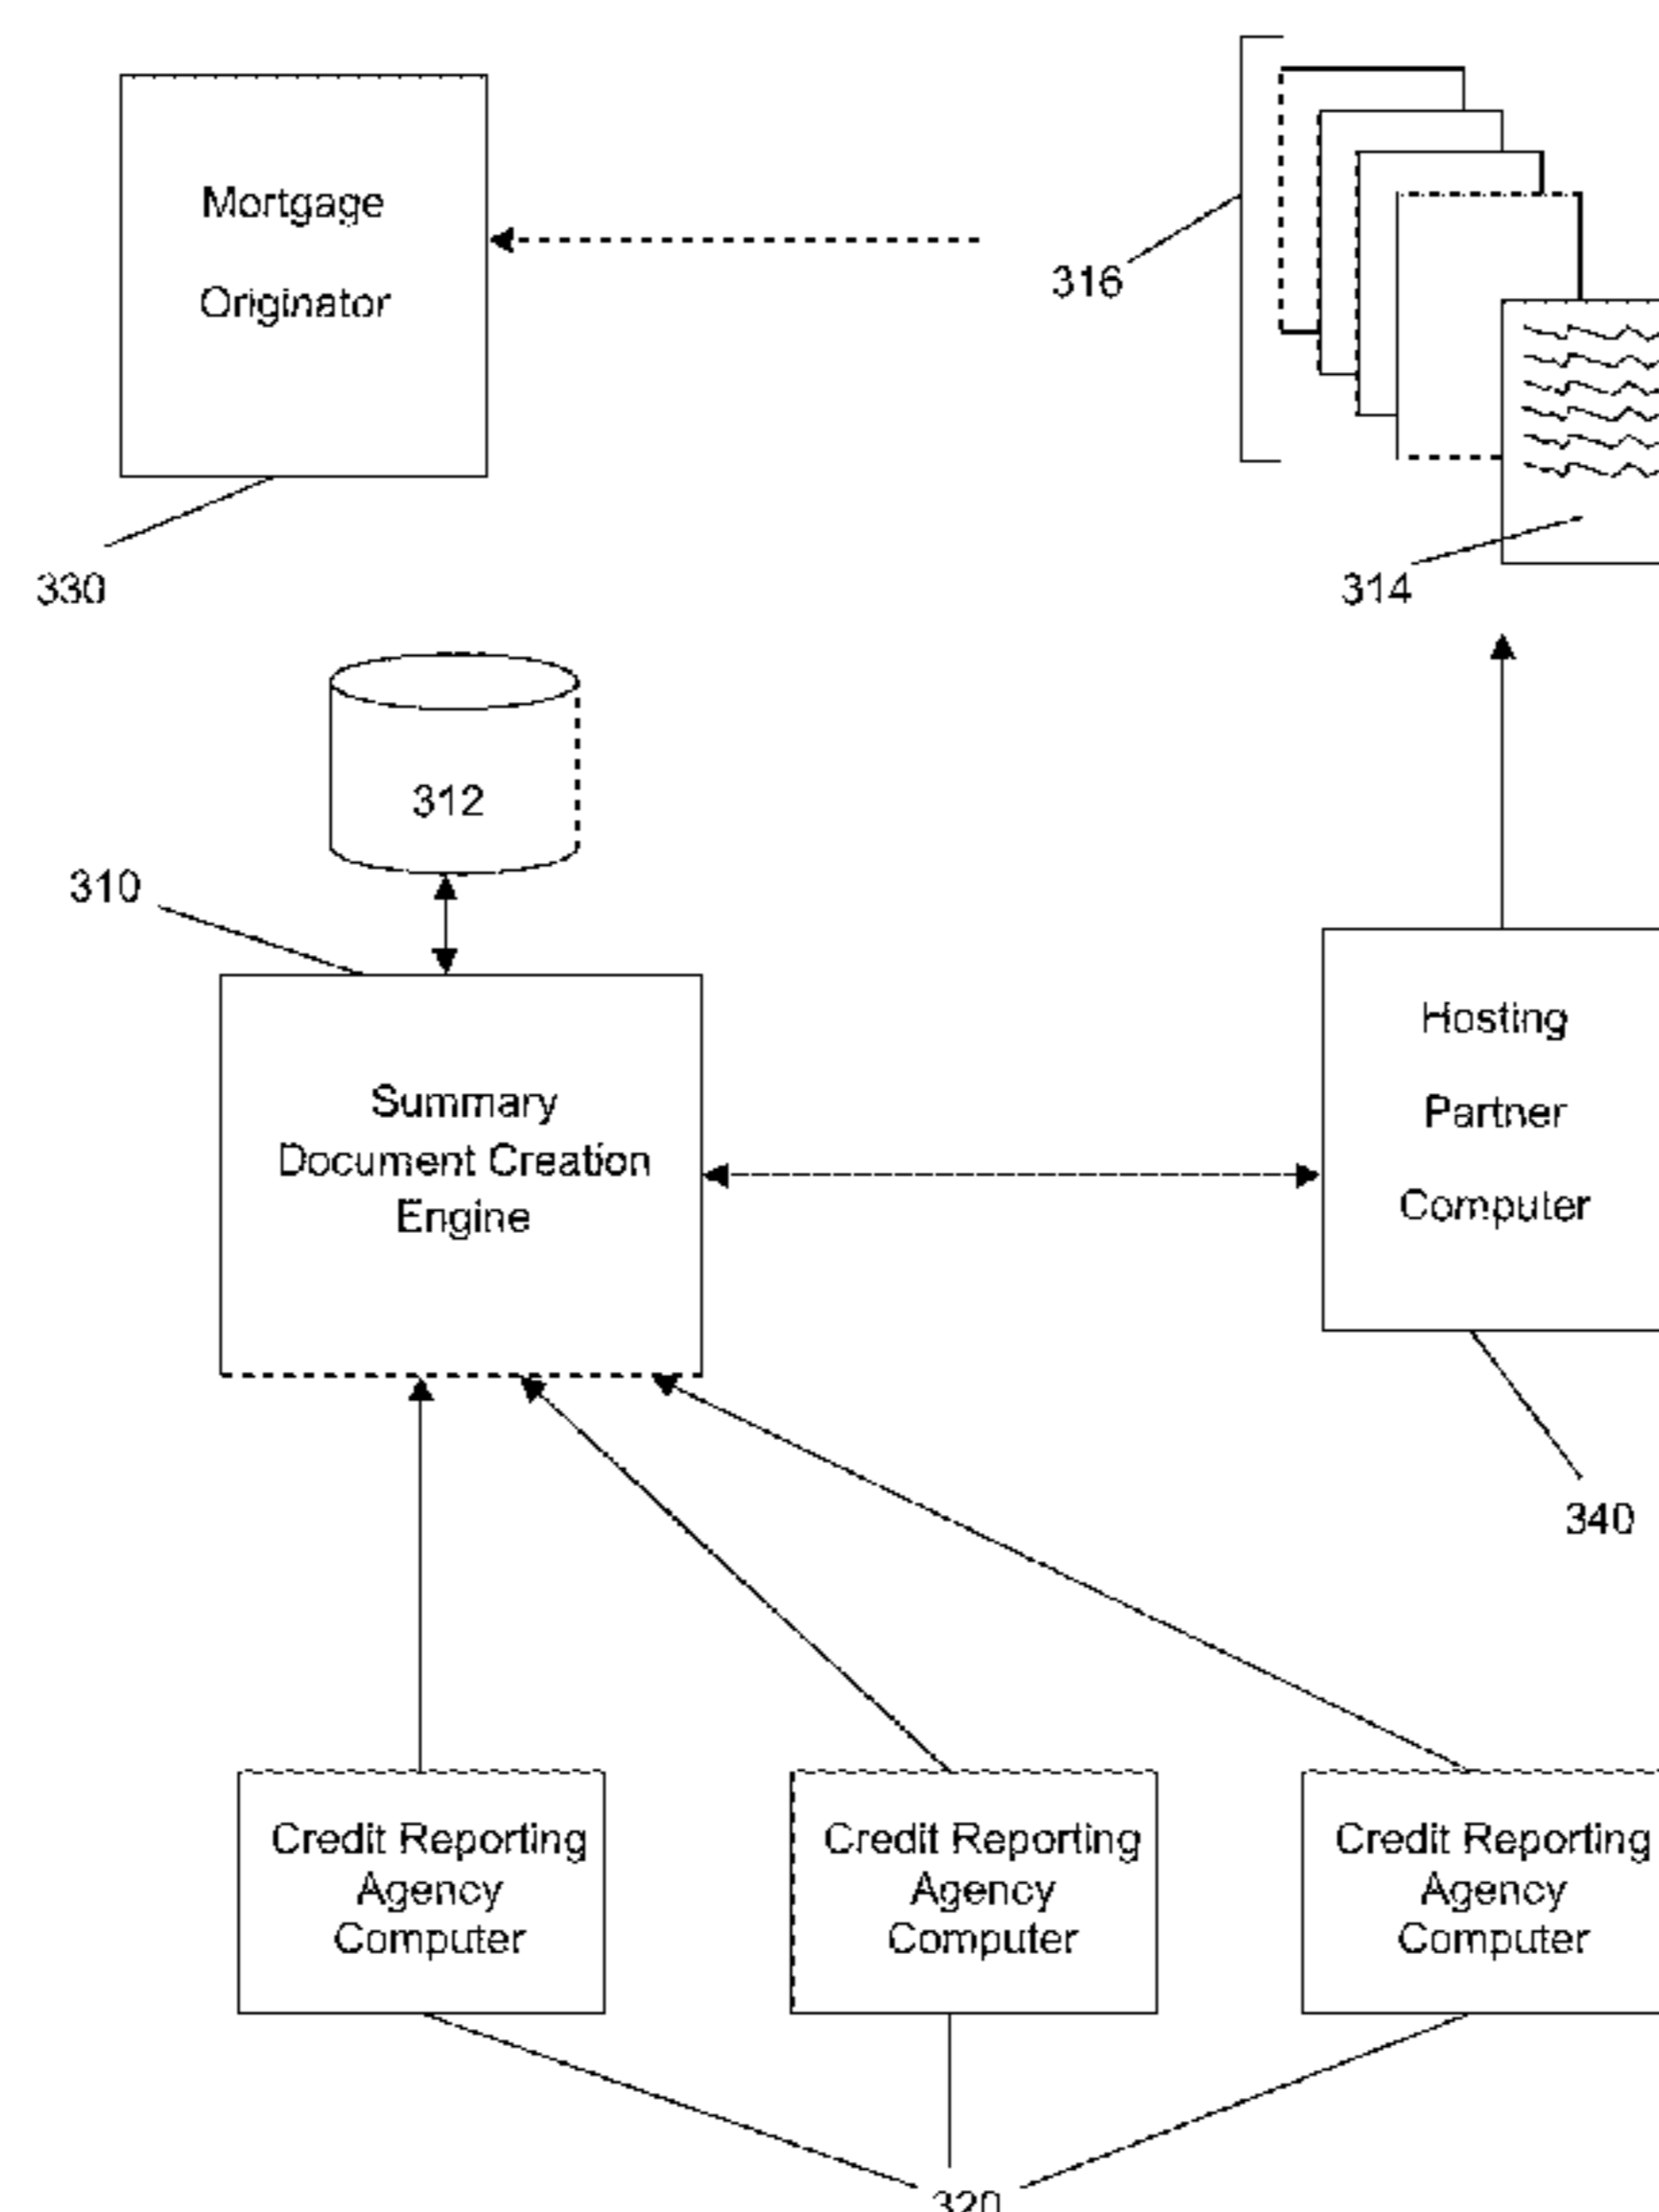 Mortgage
Originator
316
330
314
312
310
Hosting
Partner
Computer
Summary
Document Creation
Engine
340
Credit Reporting
Agency
Computer
Credit Reporting
Agency
Computer
Credit Reporting
Agency
Computer
320